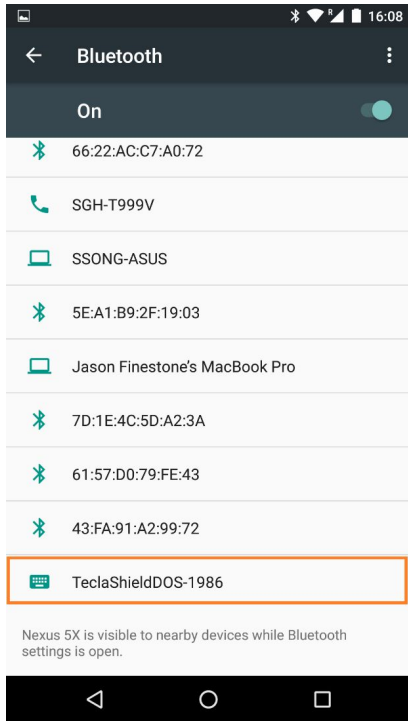 R
16:08
Bluetooth
On
66:22:AC:C7:A0:72
SGH-T999V
SSONG-ASUS
5E:A1:B9:2F:19:03
Jason Finestone’s MacBook Pro
7D:1E:4C:5D:A2:3A
61:57:D0:79:FE:43
43:FA:91:A2:99:72
TeclaShieldDOS-1986
Nexus 5X is visible to nearby devices while Bluetooth
settings is open.